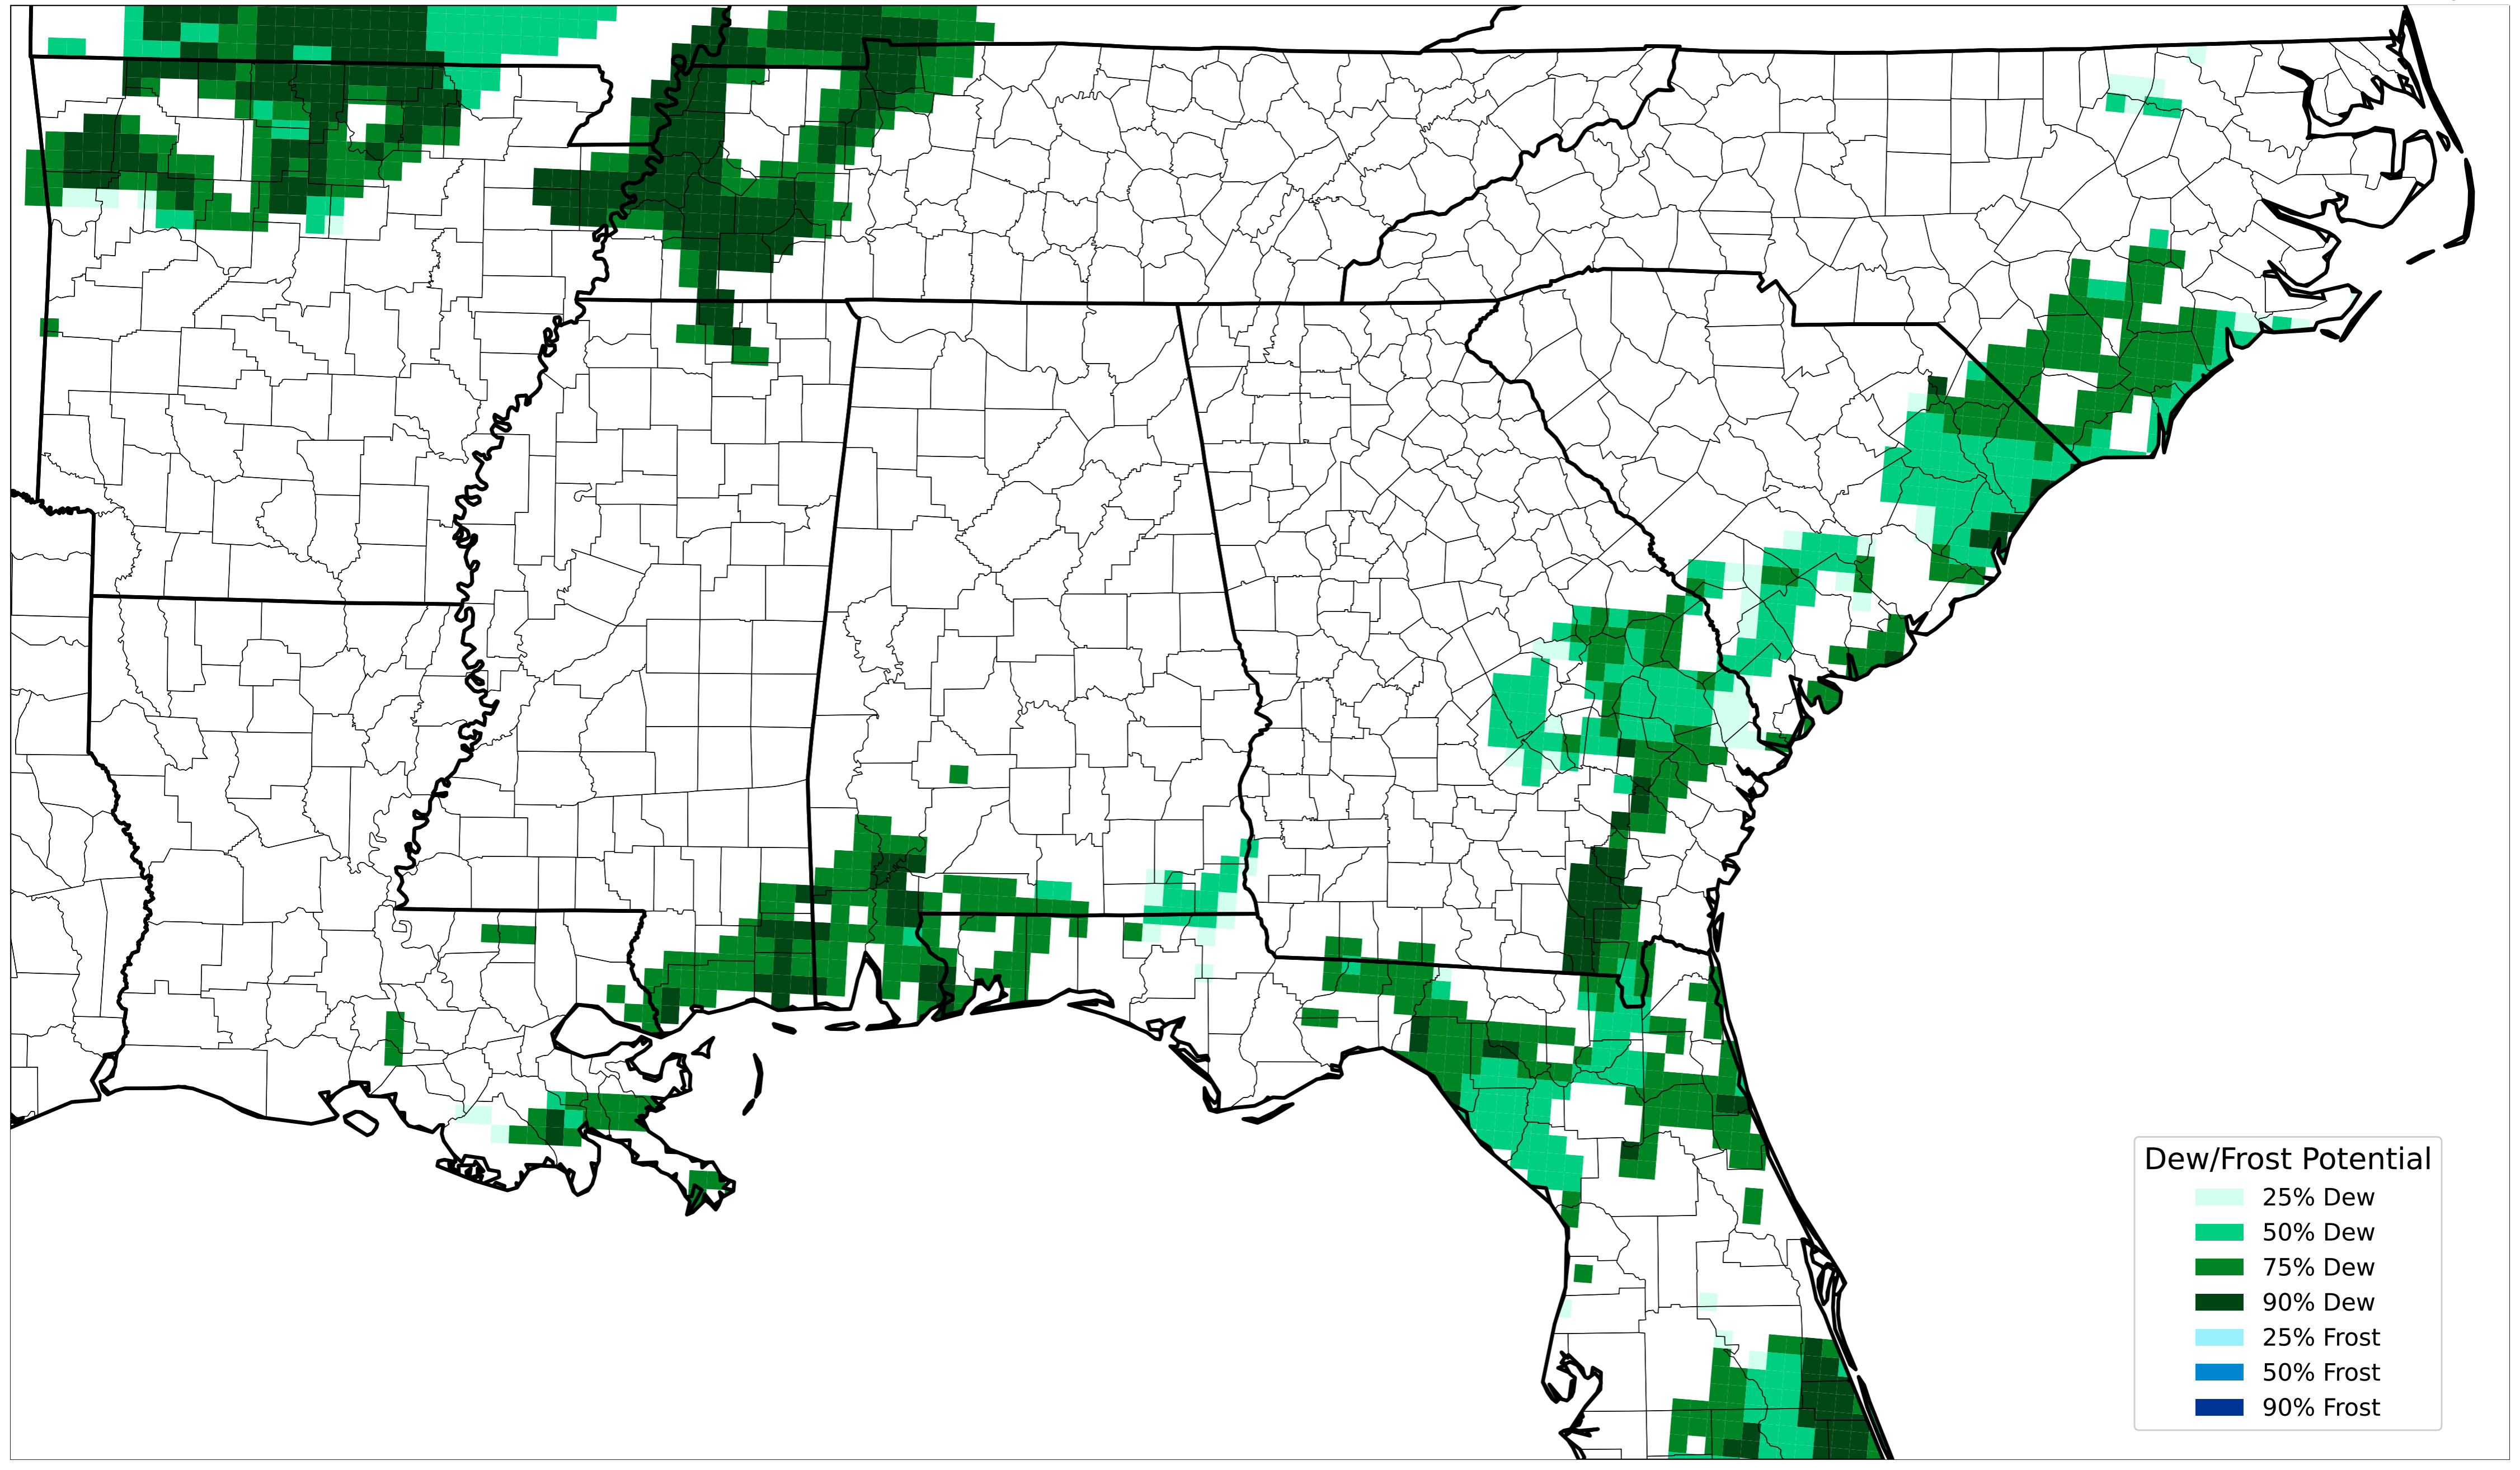 Dew/Frost Potential
25% Dew
50% Dew
75% Dew
90% Dew
25% Frost
50% Frost
90% Frost